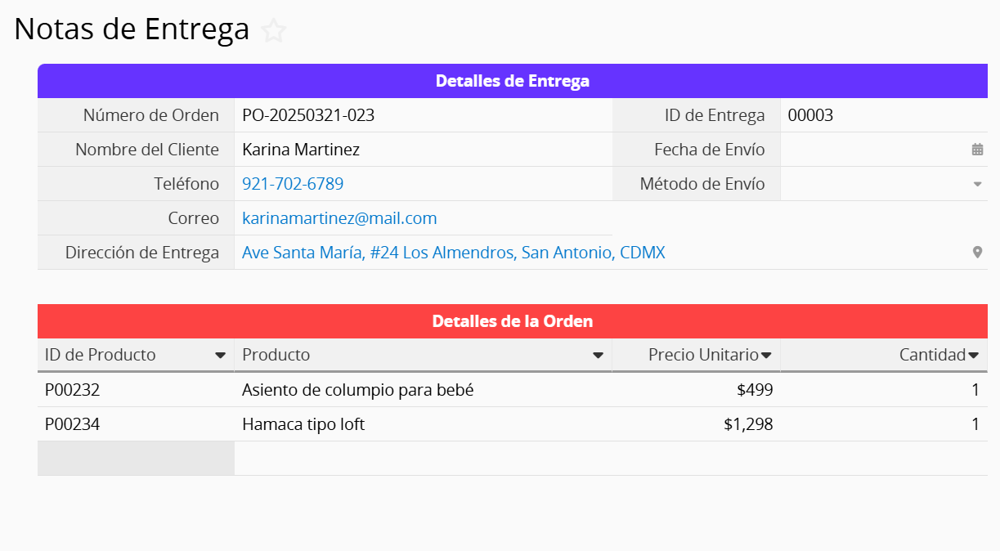 Notas de Entrega
Detalles de Entrega
Número de Orden PO-20250321-023 ID de Entrega 00003
Nombre del Cliente Karina Martinez Fecha de Envío
Teléfono 921-702-6789 Método de Envío
Correo karinamartinez@mail.com
Dirección de Entrega Ave Santa María, #24 Los Almendros, San Antonio, CDMX
Detalles de la Orden
ID de Producto Producto Precio Unitario Cantidad
P00232 Asiento de columpio para bebé $499 1
P00234 Hamaca tipo loft $1,298 1